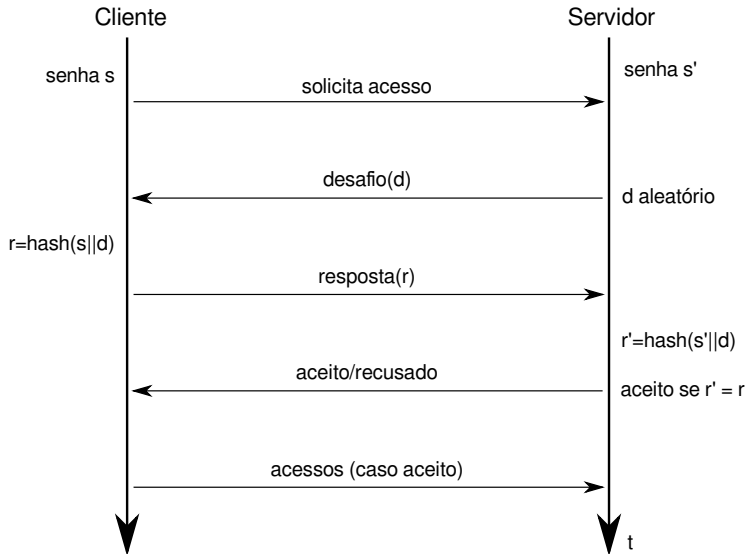 Cliente
Servidor
senha s
senha s'
solicita acesso
desafio(d)
d aleatório
r=hash(s||d)
resposta(r)
r'=hash(s'||d)
aceito/recusado
aceito se r' = r
acessos (caso aceito)
t